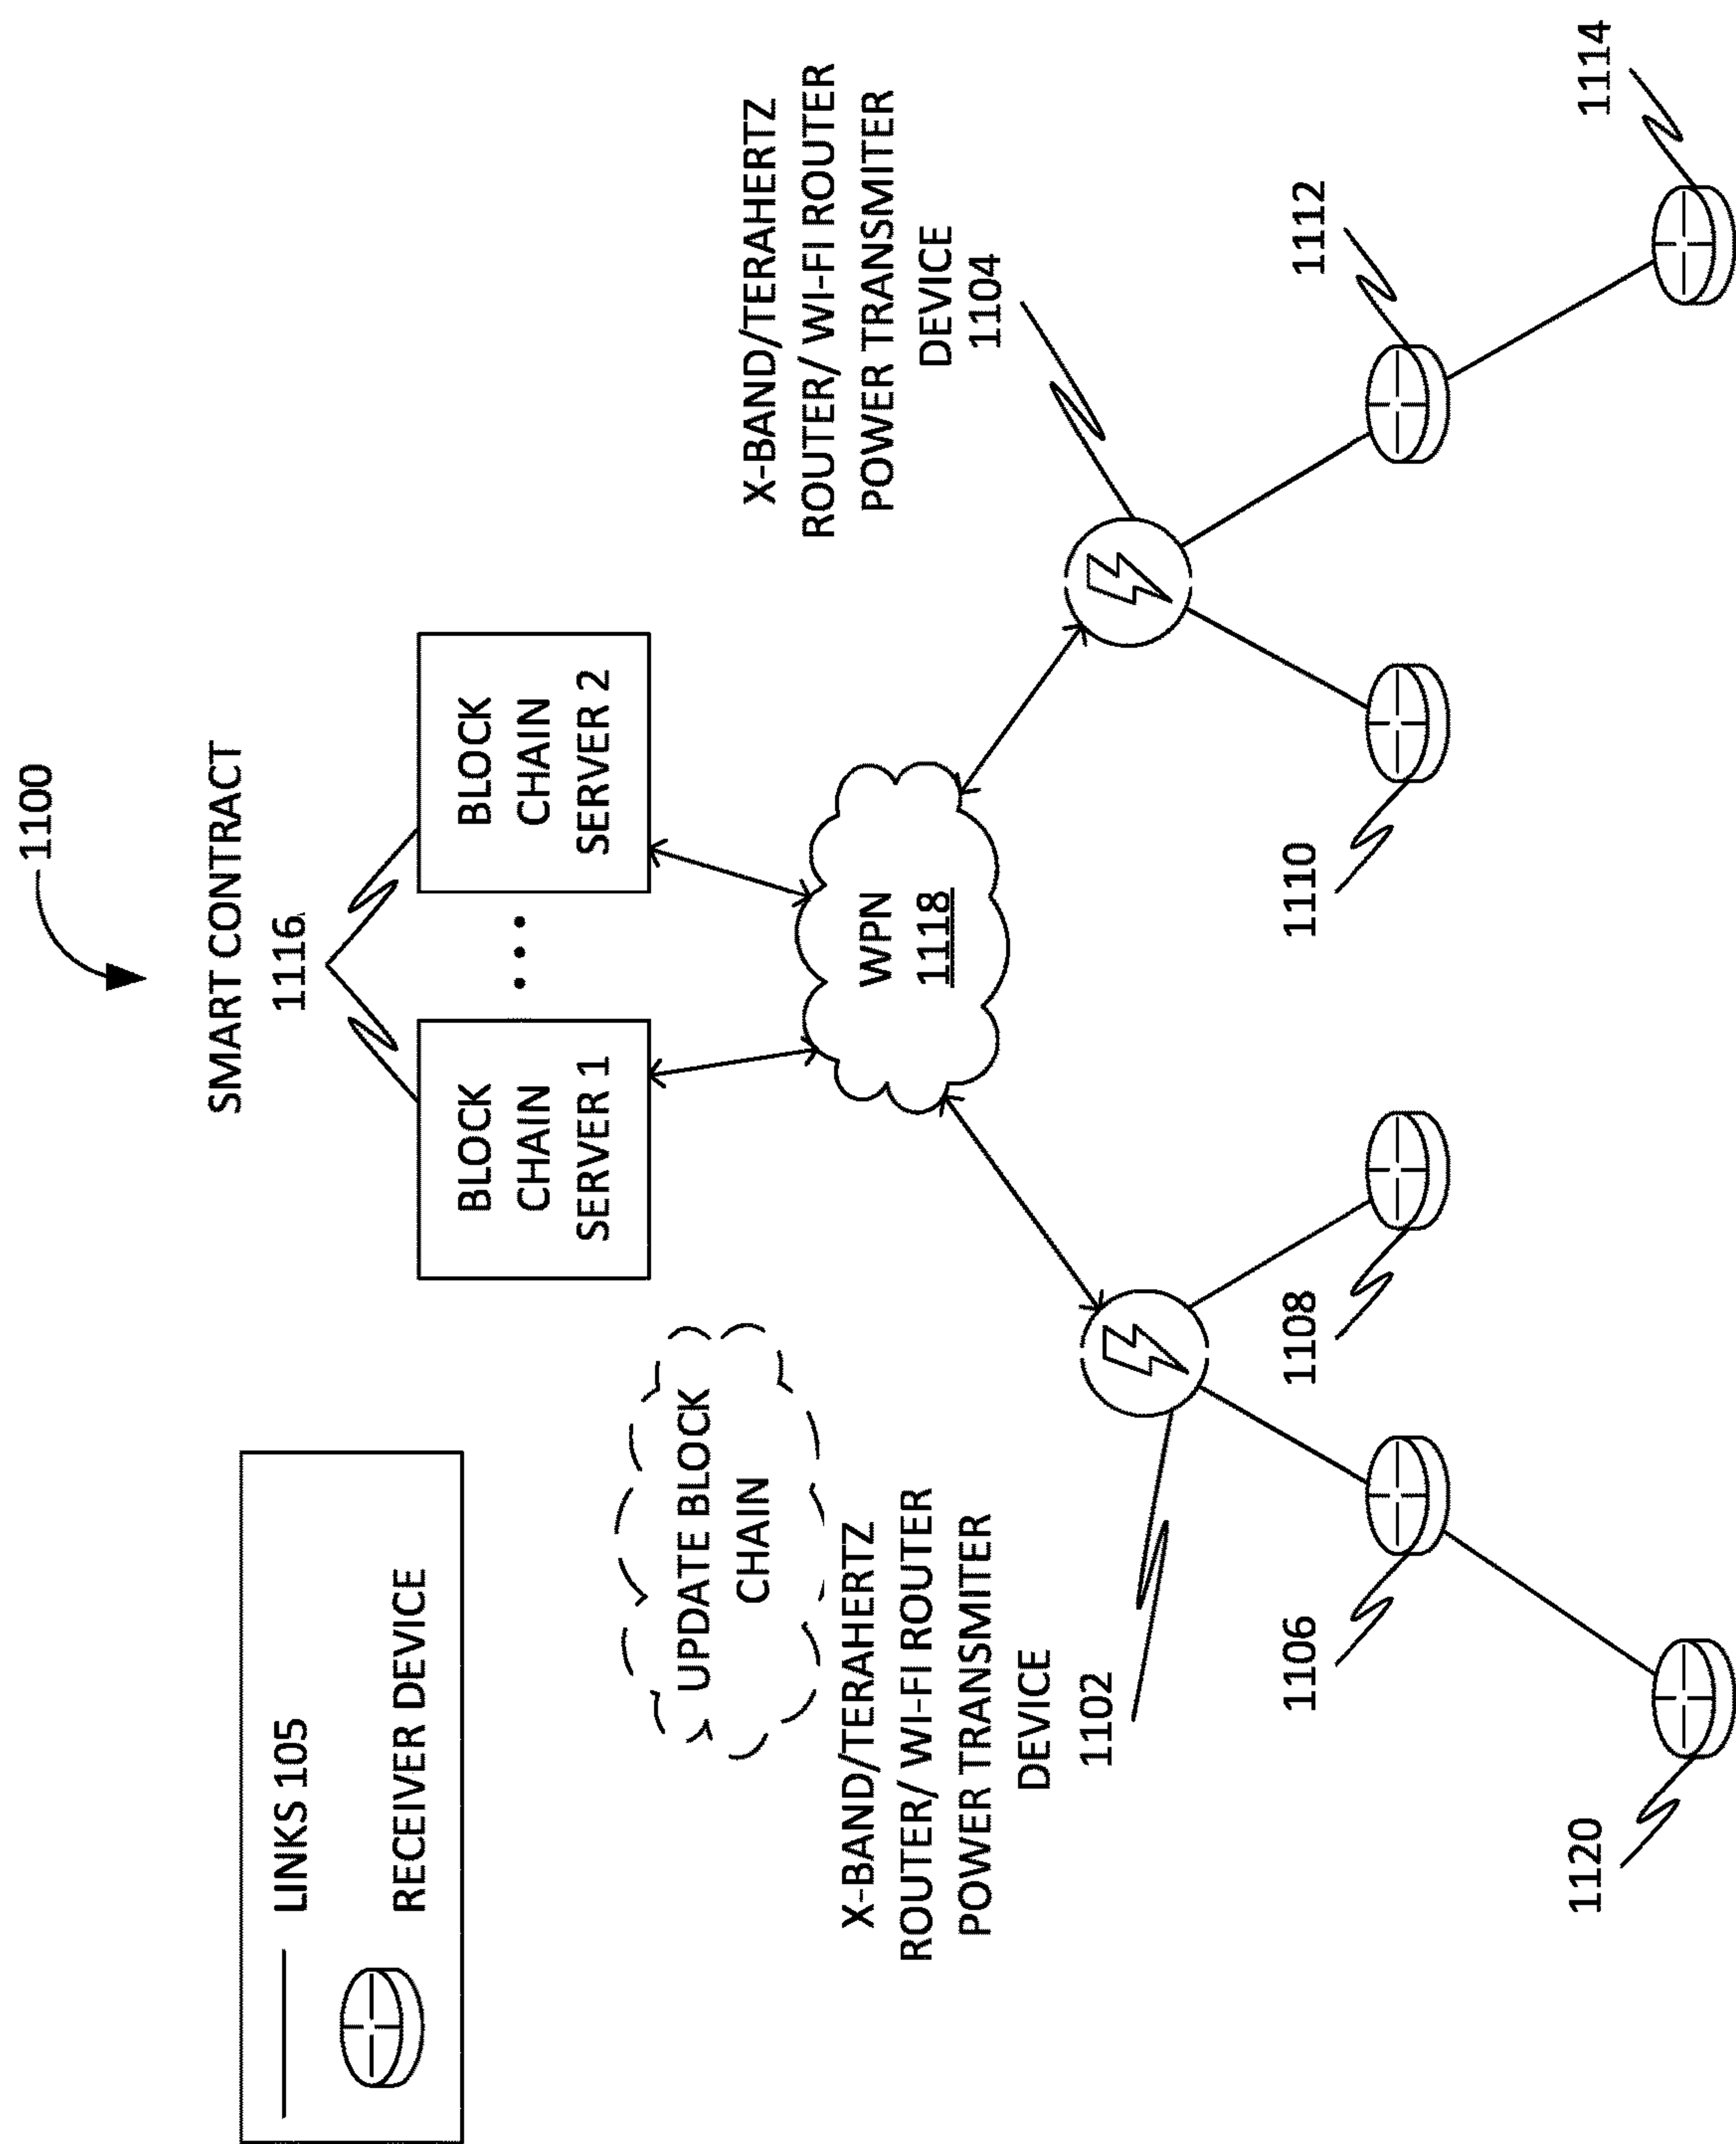 1100
LINKS 105
RECEIVER DEVICE
SMART CONTRACT
1116
BLOCK
CHAIN
SERVER 1
BLOCK
CHAIN
SERVER 2
UPDATE BLOCK
CHAIN
WPN
1118
X-BAND/TERAHERTZ
ROUTER/ WI-FI ROUTER
POWER TRANSMITER
DEVICE
1102
X-BAND/TERAHERTZ
ROUTER/ WI-FI ROUTER
POWER TRANSMITER
DEVICE
1104
1106
1108
1110
1112
1120
1114